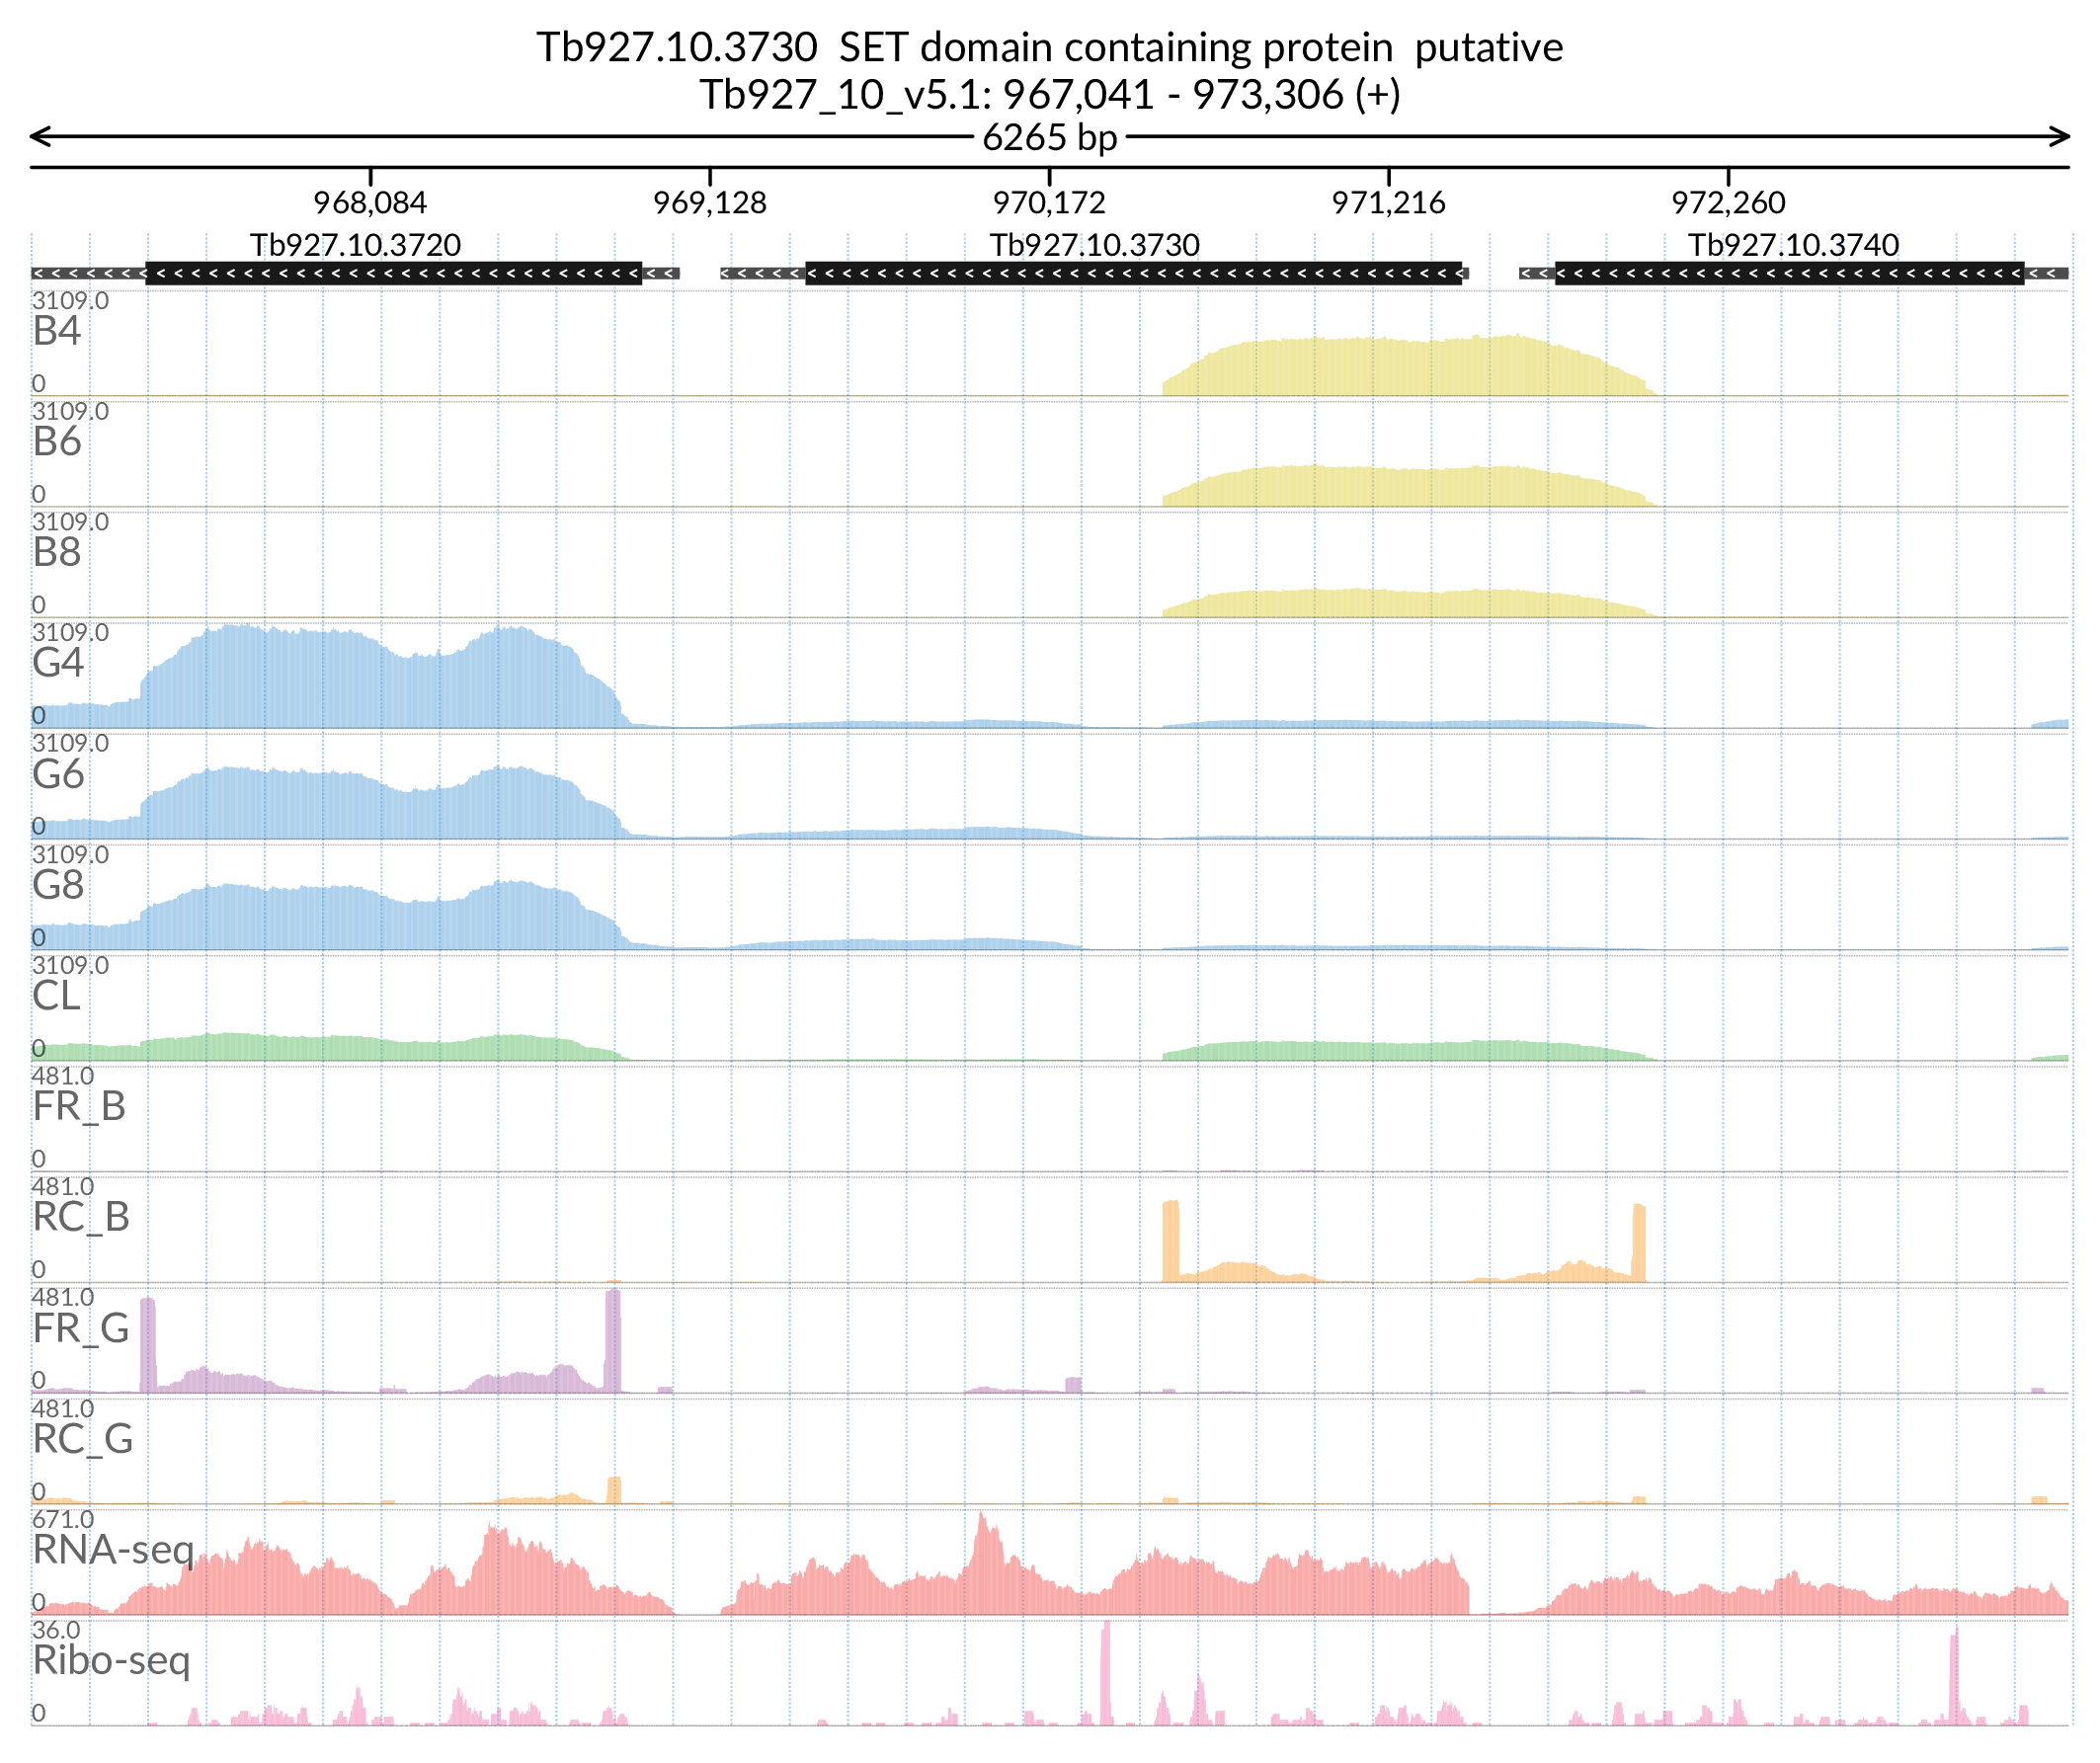 Tb927.10.3730  SET domain containing protein  putative
Tb927_10_v5.1: 967,041 - 973,306 (+)
6265 bp
968,084 969,128 970,172 971,216 972,260
Tb927.10.3720 Tb927.10.3730 Tb927.10.3740
3109.0
B4
0
3109.0
B6
0
3109.0
B8
0
3109.0
G4
0
3109.0
G6
0
3109.0
G8
0
3109.0
CL
0
481.0
FR_B
0
481.0
RC_B
0
481.0
FR_G
0
481.0
RC_G
0
671.0
RNA-seq
0
36.0
Ribo-seq
0